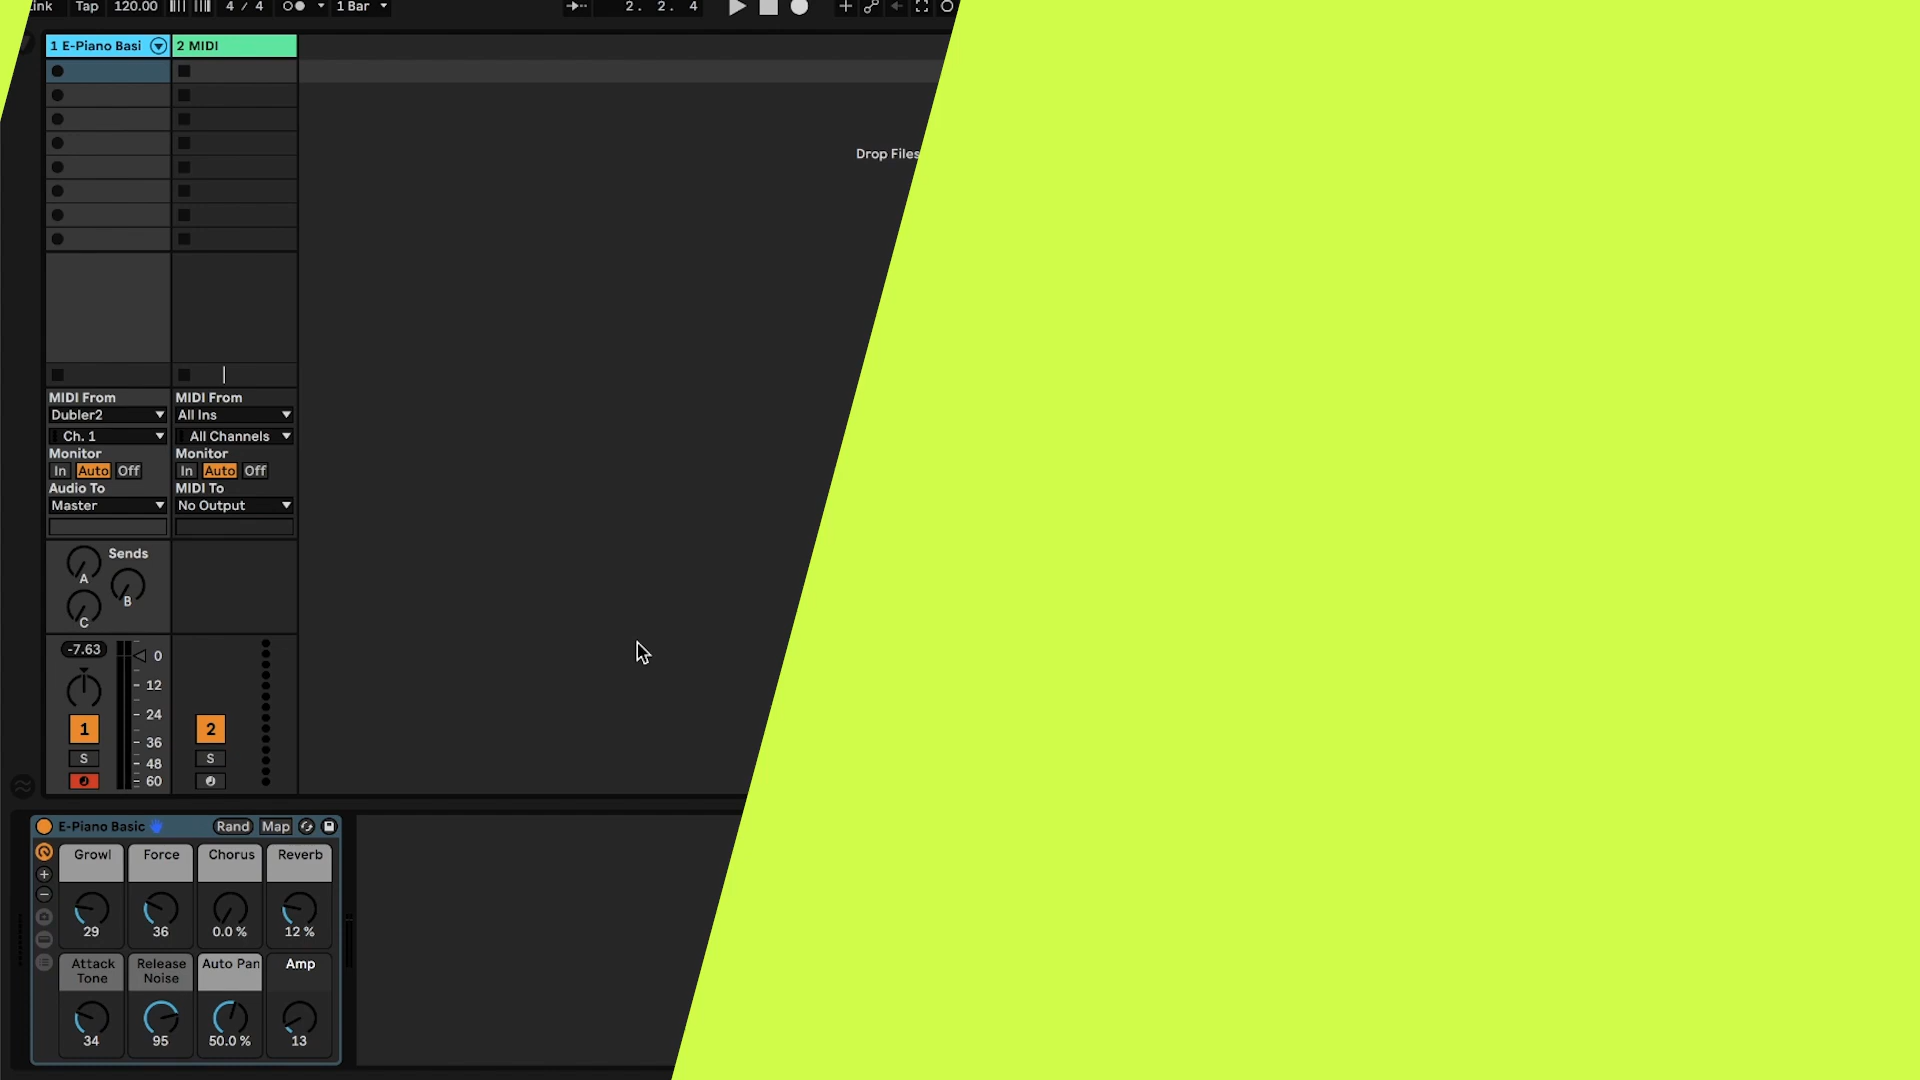 Tap 120.00 4 / 4 1 Bar 2. 2. 4
1 E-Piano Basi 2 MIDI
Drop Files
MIDI From MIDI From
Dubler2 All Ins
Ch. 1 All Channels
Monitor Monitor
In Auto Off In Auto Off
Audio To MIDI To
Master No Output
Sends
A
B
C
-7.63 0
12
24
1 2
36
S S
48
60
E-Piano Basic Rand Map
Growl Force Chorus Reverb
29 36 0.0 % 12 %
Attack Tone Release Noise Auto Pan Amp
34 95 50.0 % 13